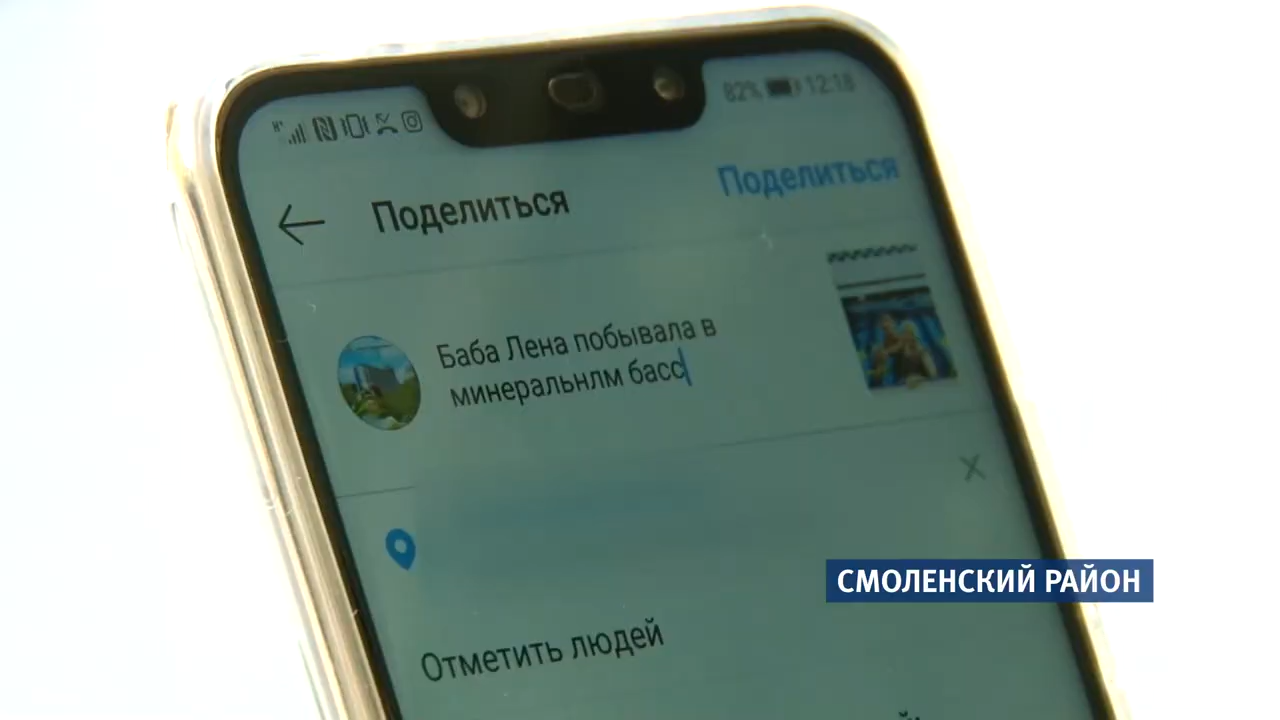 82% 12:18
Поделиться
Поделиться
Баба Лена побывала в
минеральнлм басс
Отметить людей
СМОЛЕНСКИЙ РАЙОН